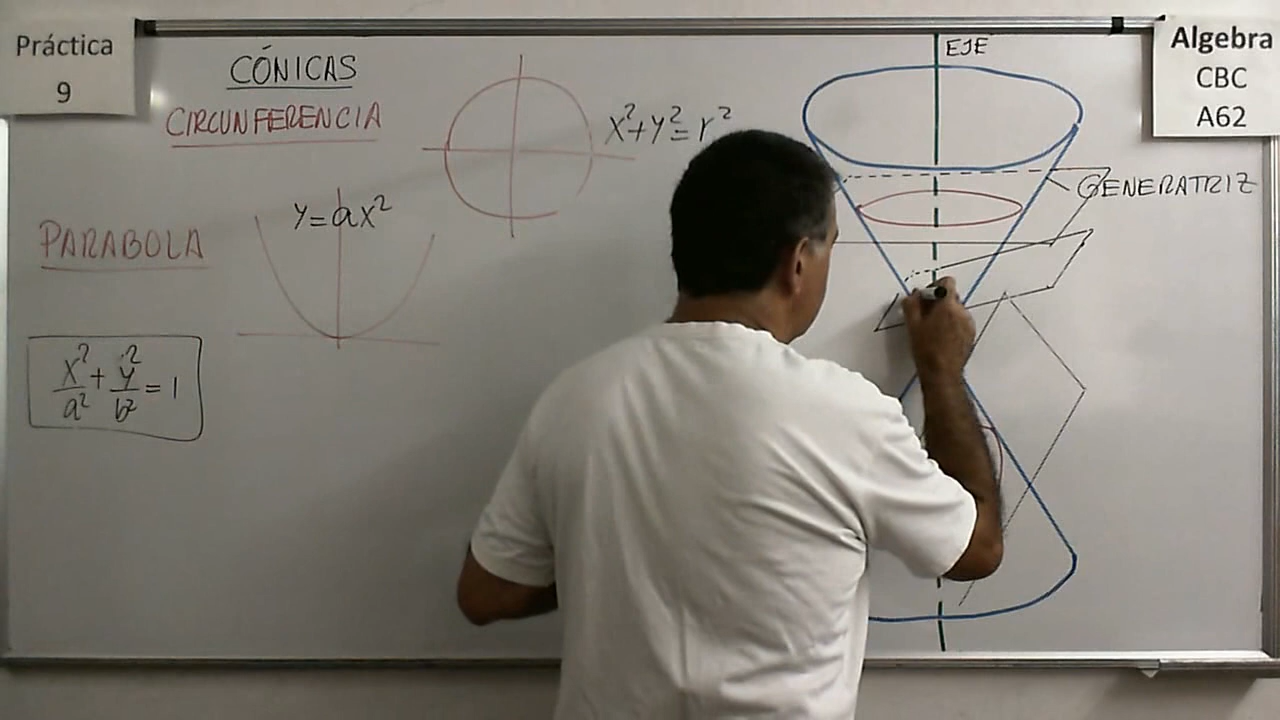 Práctica
9
CÓNICAS
CIRCUNFERENCIA
x²+y²=r²
EJE
Algebra
CBC
A62
GENERATRIZ
PARABOLA
y=ax²
x²/a² + y²/b² = 1